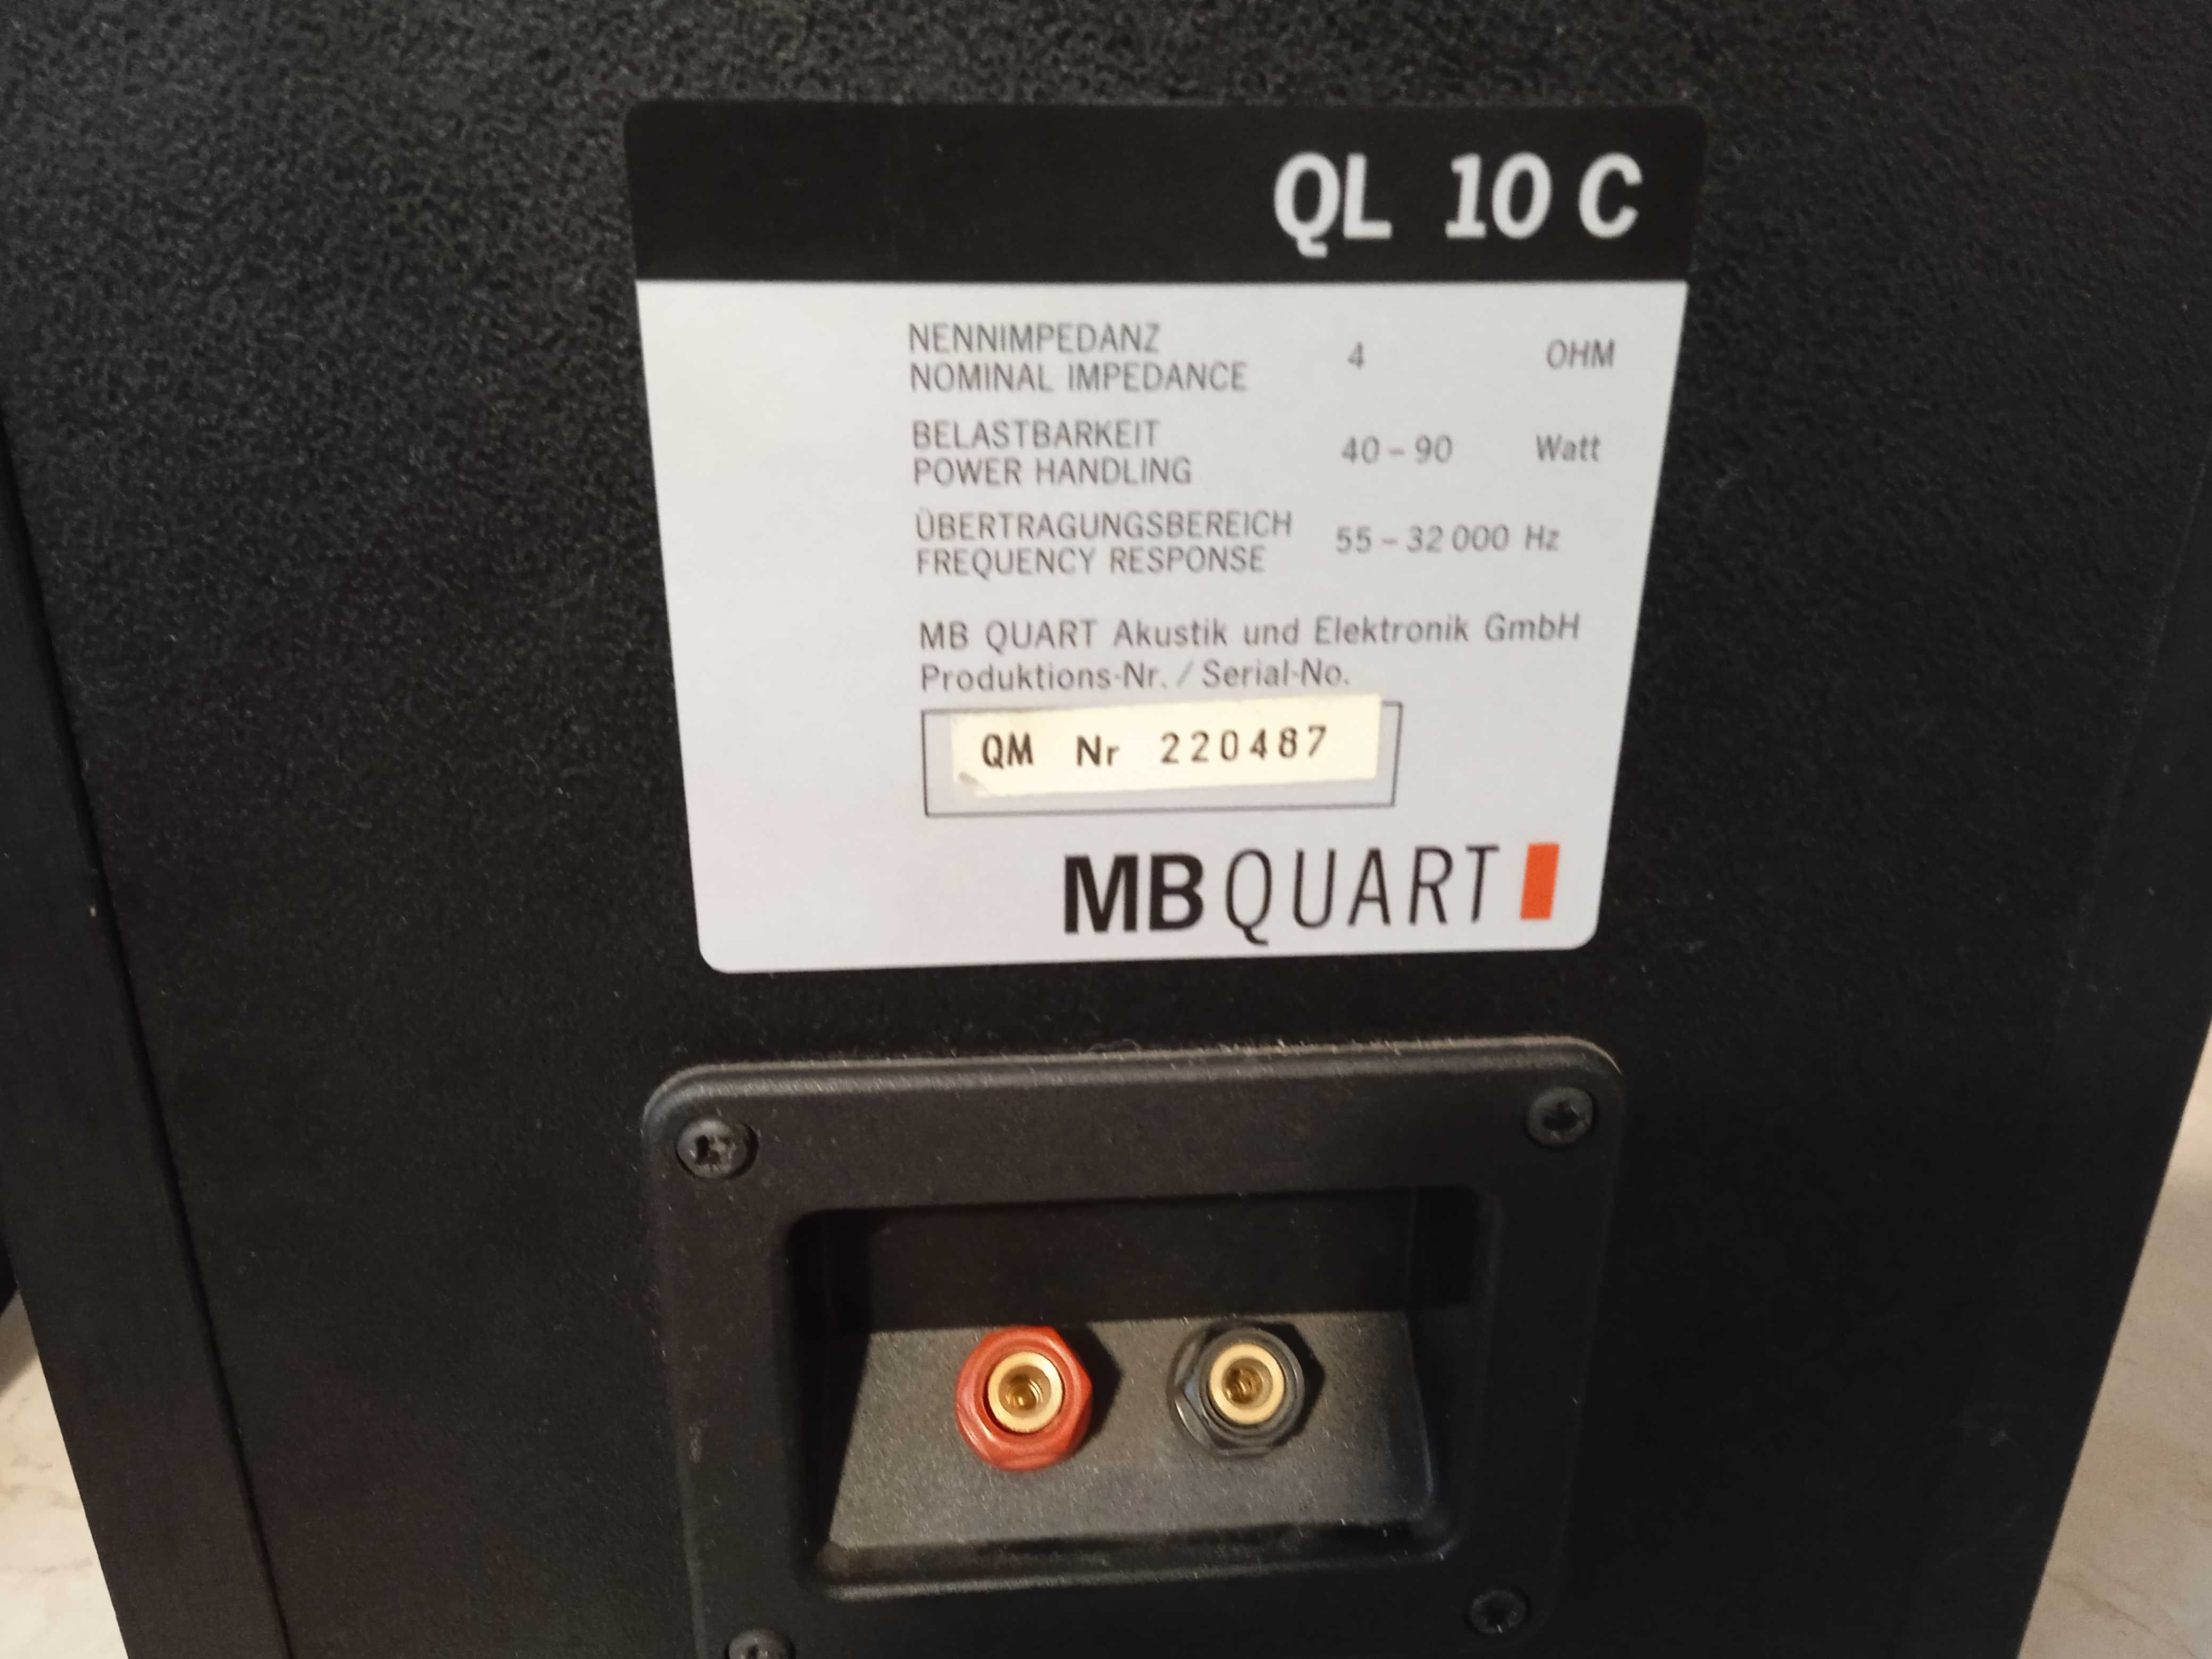 QL 10 C
NENNIMPEDANZ
NOMINAL IMPEDANCE
4 OHM
BELASTBARKEIT
POWER HANDLING
40 – 90 Watt
ÜBERTRAGUNGSBEREICH
FREQUENCY RESPONSE
55 – 32 000 Hz
MB QUART Akustik und Elektronik GmbH
Produktions-Nr. / Serial-No.
QM Nr 220487
MB QUART